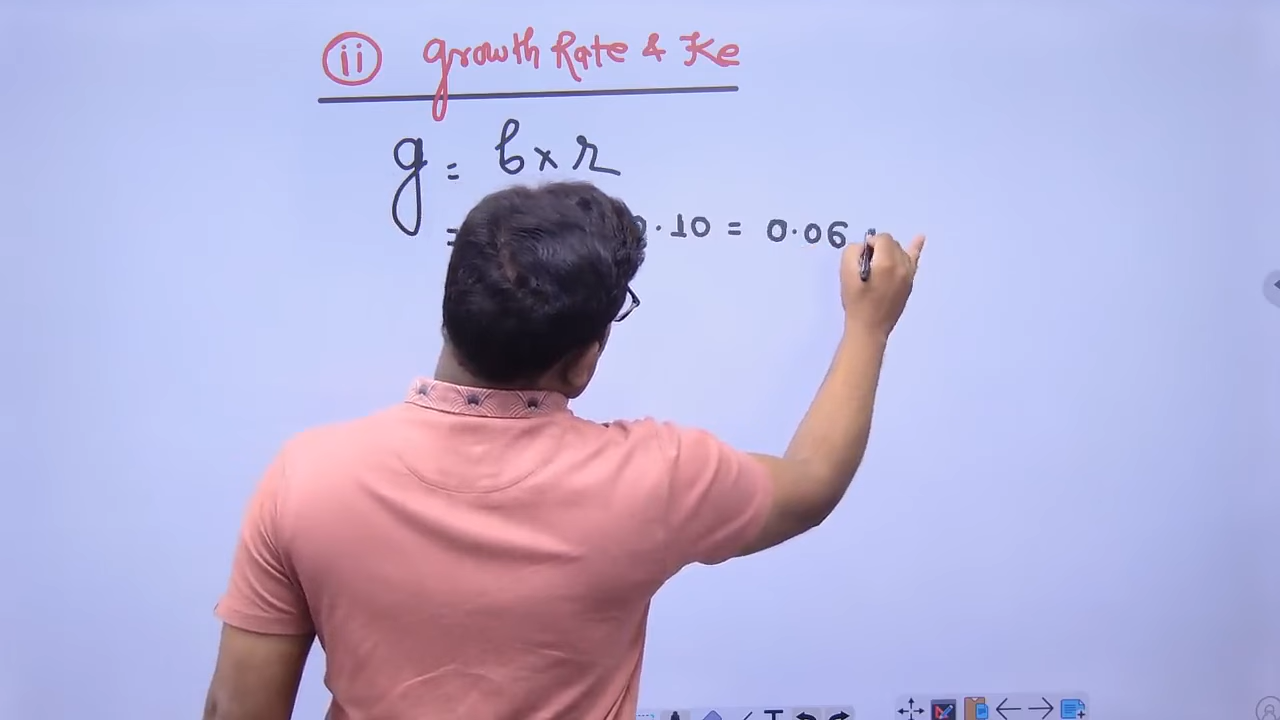 ii growth Rate & Ke
g = b × r
= .10 = 0.06